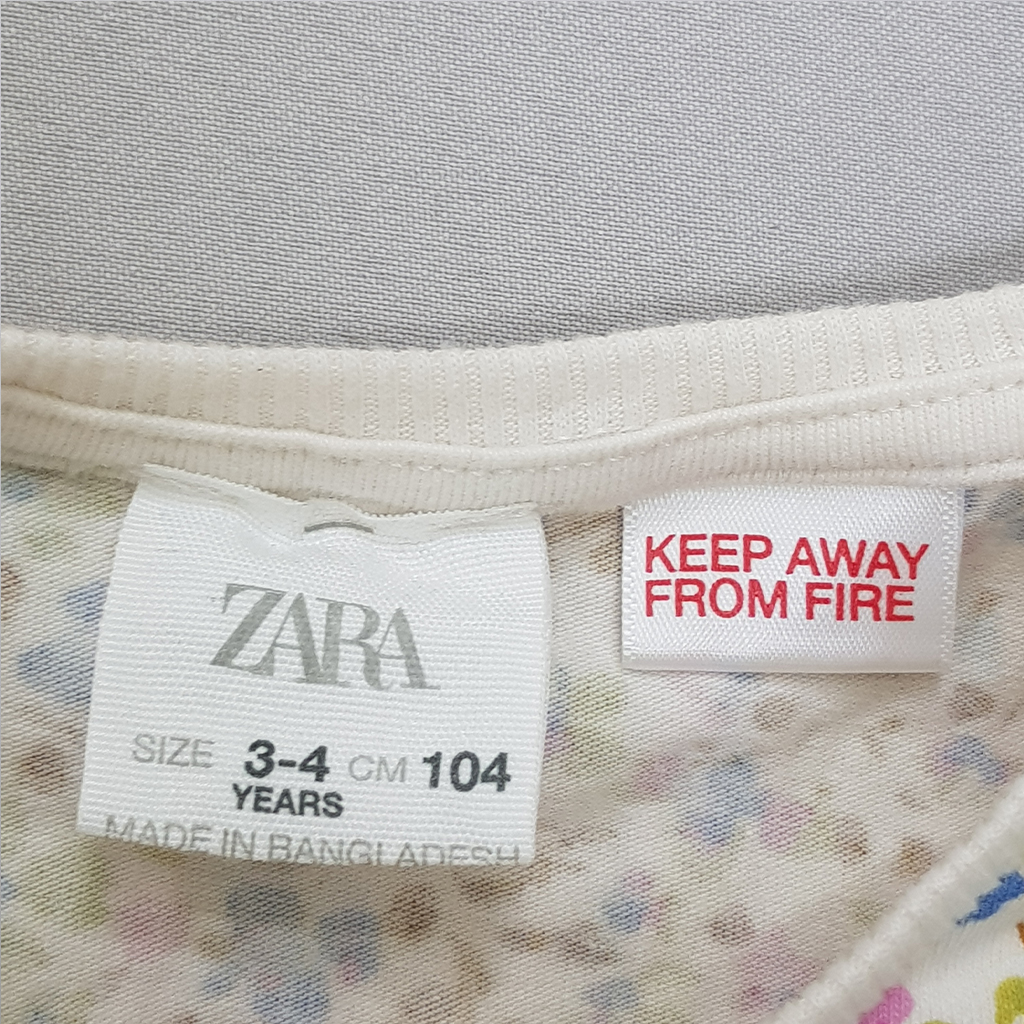 ZARA
SIZE 3-4 CM 104
YEARS
MADE IN BANGLADESH
KEEP AWAY
FROM FIRE